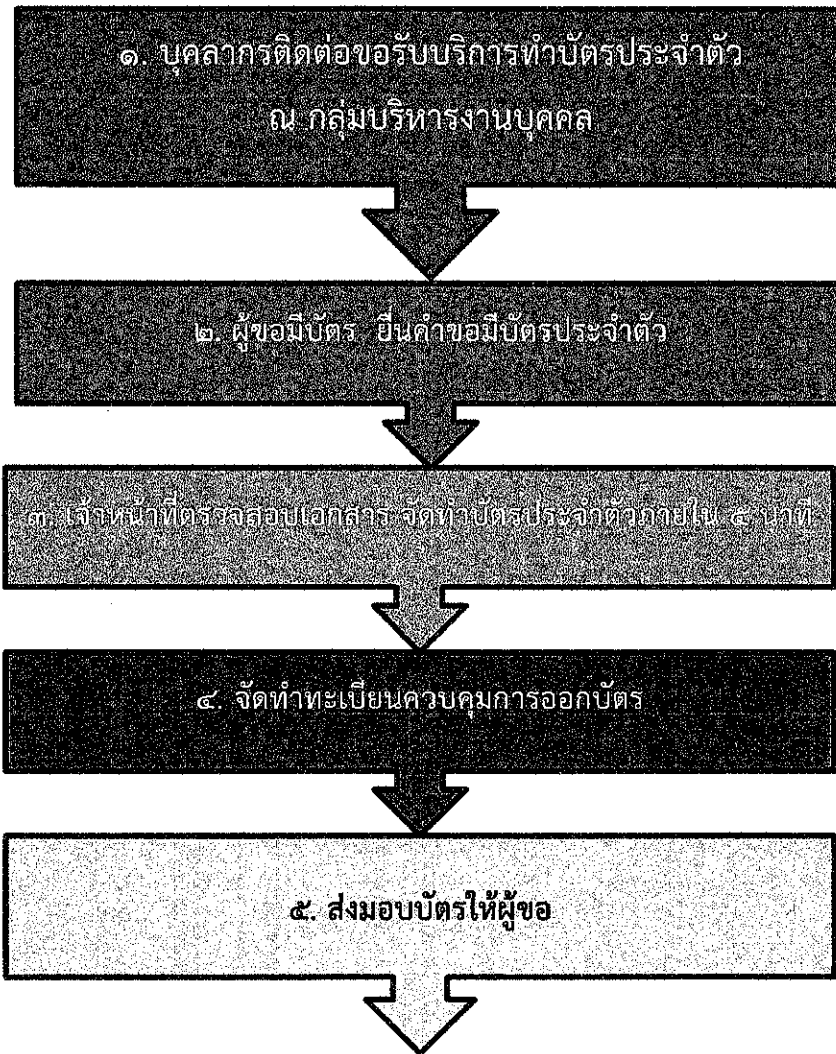 ๑. บุคลากรติดต่อขอรับบริการทำบัตรประจำตัว
ณ กลุ่มบริหารงานบุคคล
๒. ผู้ขอมีบัตร ยื่นคำขอมีบัตรประจำตัว
๓. เจ้าหน้าที่ตรวจสอบเอกสาร จัดทำบัตรประจำตัวภายใน ๕ นาที
๔. จัดทำทะเบียนควบคุมการออกบัตร
๕. ส่งมอบบัตรให้ผู้ขอ